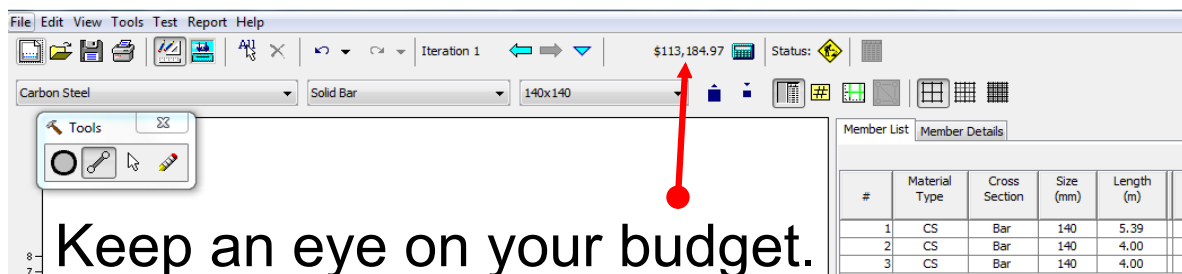 File Edit View Tools Test Report Help
Iteration 1 $113,184.97 Status:
Carbon Steel Solid Bar 140x140 #
Tools
Member List Member Details
# Material Type Cross Section Size (mm) Length (m)
1 CS Bar 140 5.39
2 CS Bar 140 4.00
3 CS Bar 140 4.00
Keep an eye on your budget.
8
7